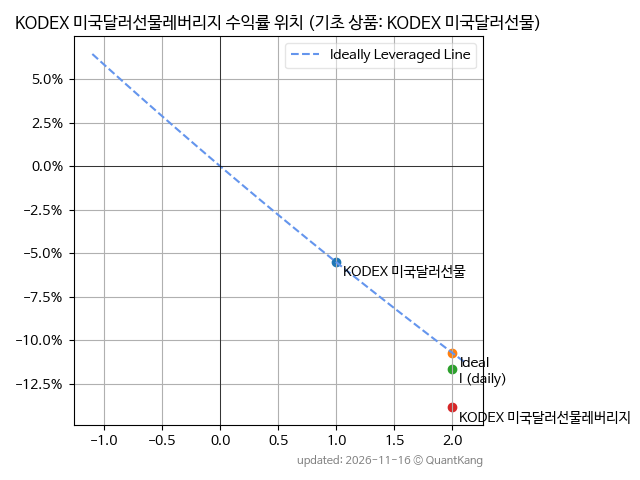 KODEX 미국달러선물레버리지 수익률 위치 (기초 상품: KODEX 미국달러선물)
Ideally Leveraged Line
5.0%
2.5%
0.0%
−2.5%
−5.0%
KODEX 미국달러선물
−7.5%
−10.0%
Ideal
−12.5%
l (daily)
KODEX 미국달러선물레버리지
−1.0 −0.5 0.0 0.5 1.0 1.5 2.0
updated: 2026−11−16 © QuantKang